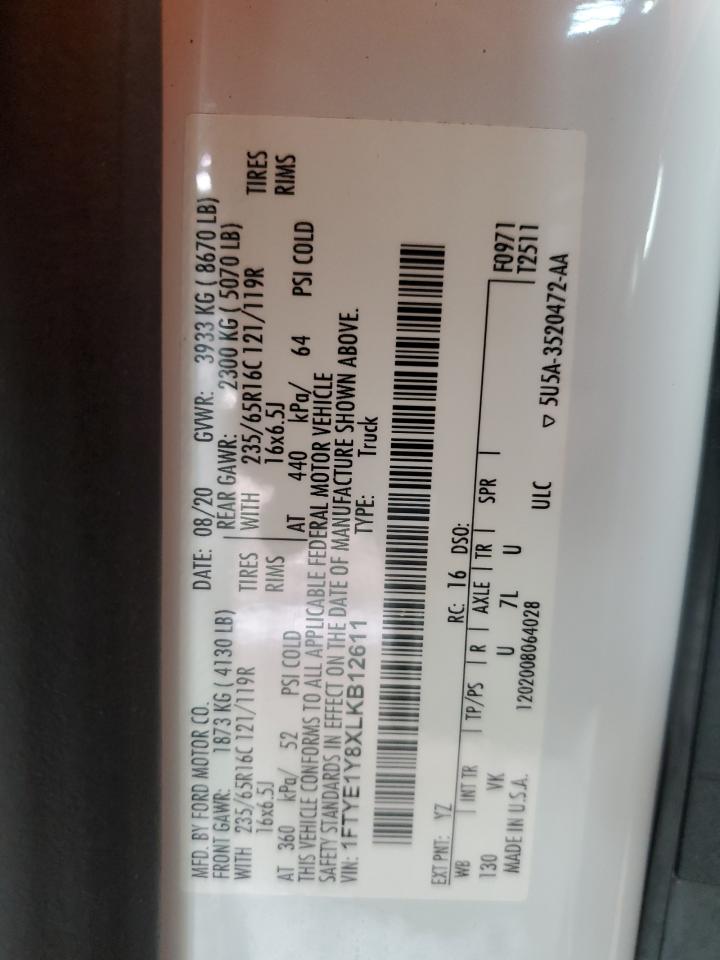 MFD. BY FORD MOTOR CO. DATE: 08/20 GVWR: 3933 KG ( 8670 LB)
FRONT GAWR: 1873 KG ( 4130 LB) REAR GAWR: 2300 KG ( 5070 LB)
WITH 235/65R16C 121/119R TIRES WITH 235/65R16C 121/119R TIRES
16x6.5J RIMS 16x6.5J RIMS
AT 360 kPa/ 52 PSI COLD AT 440 kPa/ 64 PSI COLD
THIS VEHICLE CONFORMS TO ALL APPLICABLE FEDERAL MOTOR VEHICLE
SAFETY STANDARDS IN EFFECT ON THE DATE OF MANUFACTURE SHOWN ABOVE.
VIN: 1FTYE1Y8XLKB12611 TYPE: Truck
EXT PNT: YZ RC: 16 DSO: F0971
WB INT TR TP/PS R AXLE TR SPR T2511
130 VK U 7L U
MADE IN U.S.A. 1202008064028 ULC ▽ 5U5A-3520472-AA